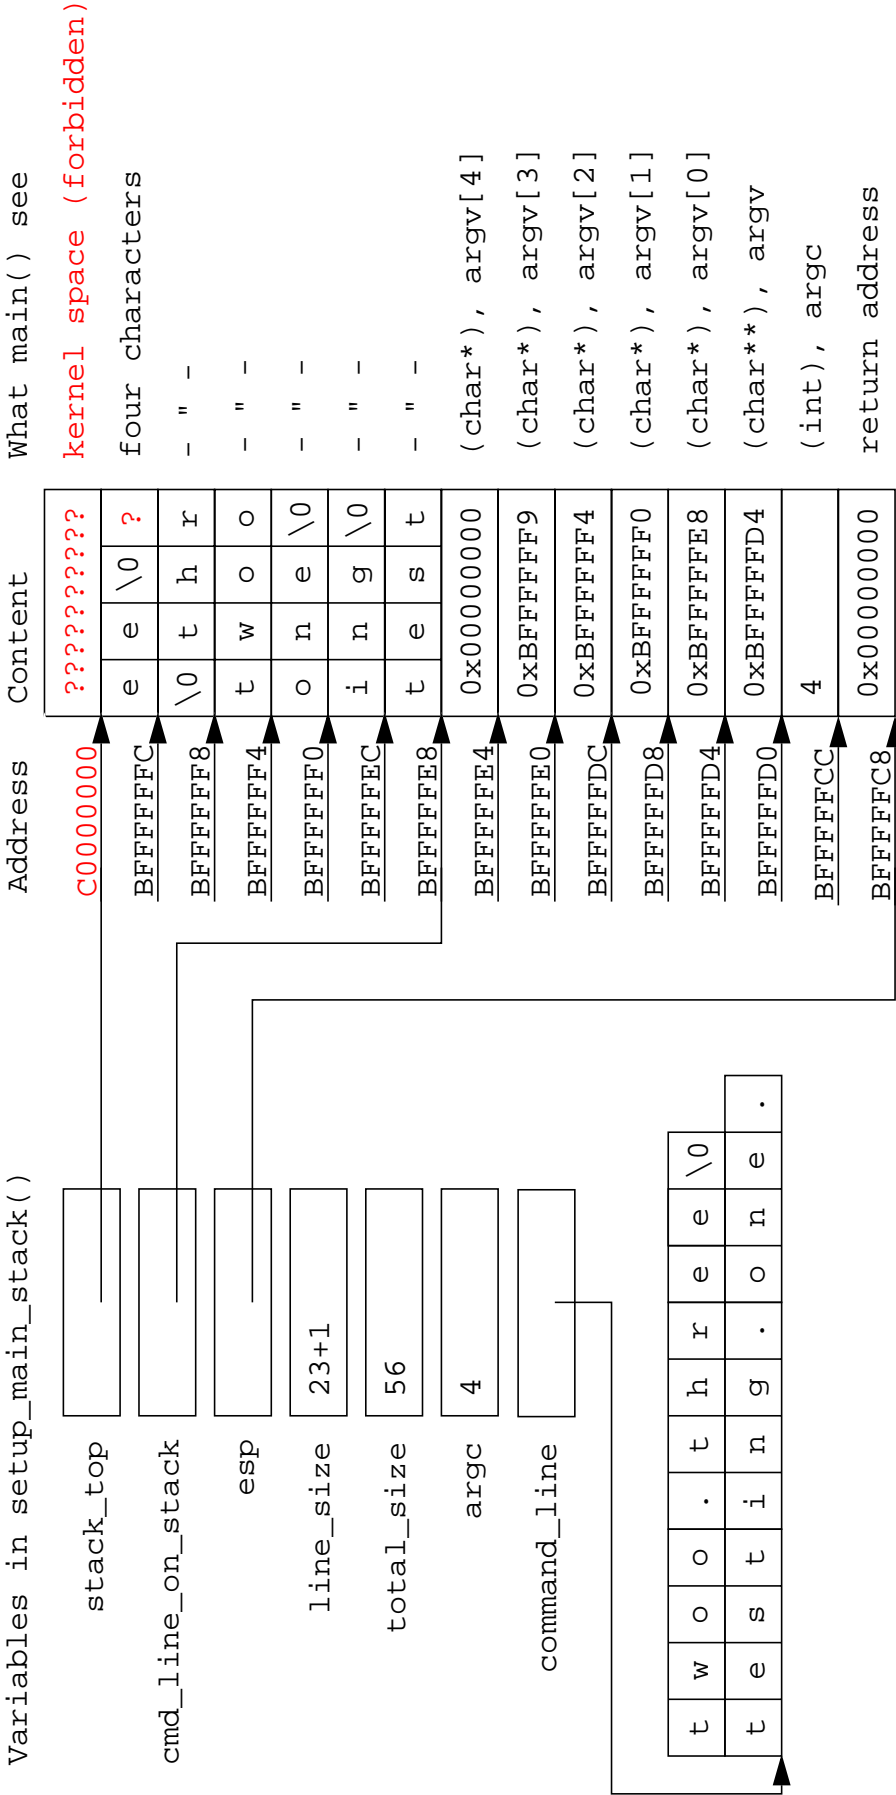 Variables in setup_main_stack()
stack_top
cmd_line_on_stack
esp
line_size 23+1
total_size 56
argc 4
command_line
t w o . t h r e e \0
t e s t i n g . o n e .
Address Content What main() see
C0000000 ?????????? kernel space (forbidden)
BFFFFFFC e e \0 ? four characters
BFFFFFF8 \0 t h r - " -
BFFFFFF4 t w o o - " -
BFFFFFF0 o n e \0 - " -
BFFFFFEC i n g \0 - " -
BFFFFFE8 t e s t - " -
BFFFFFE4 0x00000000 (char*), argv[4]
BFFFFFE0 0xBFFFFFF9 (char*), argv[3]
BFFFFFDC 0xBFFFFFF4 (char*), argv[2]
BFFFFFD8 0xBFFFFFF0 (char*), argv[1]
BFFFFFD4 0xBFFFFFE8 (char*), argv[0]
BFFFFFD0 0xBFFFFFD4 (char**), argv
BFFFFFCC 4 (int), argc
BFFFFFC8 0x00000000 return address